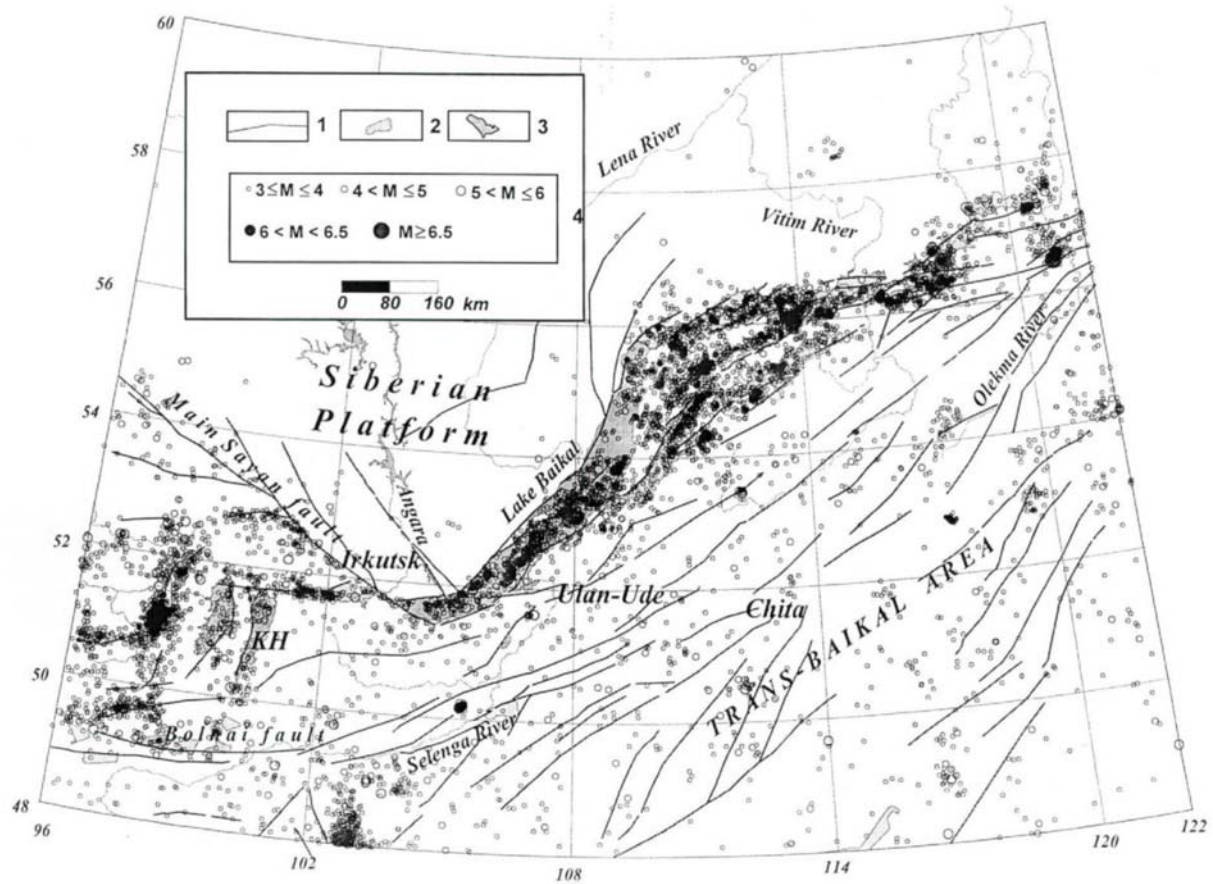 60
58
56
54
52
50
48
96
102
108
114
120
122
1
2
3
3≤M≤4
4<M≤5
5<M≤6
4
6<M<6.5
M≥6.5
0 80 160 km
Lena River
Vitim River
Olekma River
Siberian
Platform
Main Sayan fault
Angara
Lake Baikal
Irkutsk
Ulan-Ude
Chita
KH
TRANS-BAIKAL AREA
Bolnai fault
Selenga River